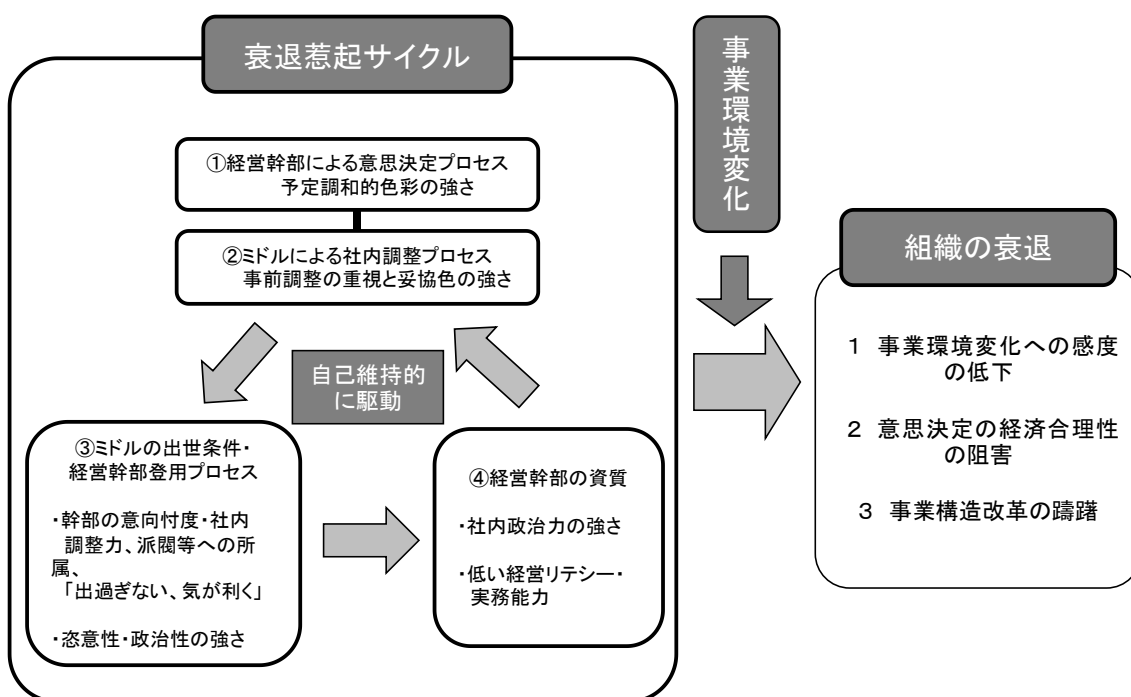 衰退惹起サイクル
①経営幹部による意思決定プロセス
予定調和的色彩の強さ
②ミドルによる社内調整プロセス
事前調整の重視と妥協色の強さ
自己維持的
に駆動
③ミドルの出世条件・
経営幹部登用プロセス
・幹部の意向忖度・社内
調整力、派閥等への所
属、
「出過ぎない、気が利く」
・恣意性・政治性の強さ
④経営幹部の資質
・社内政治力の強さ
・低い経営リテシー・
実務能力
事業環境変化
組織の衰退
1 事業環境変化への感度
の低下
2 意思決定の経済合理性
の阻害
3 事業構造改革の躊躇